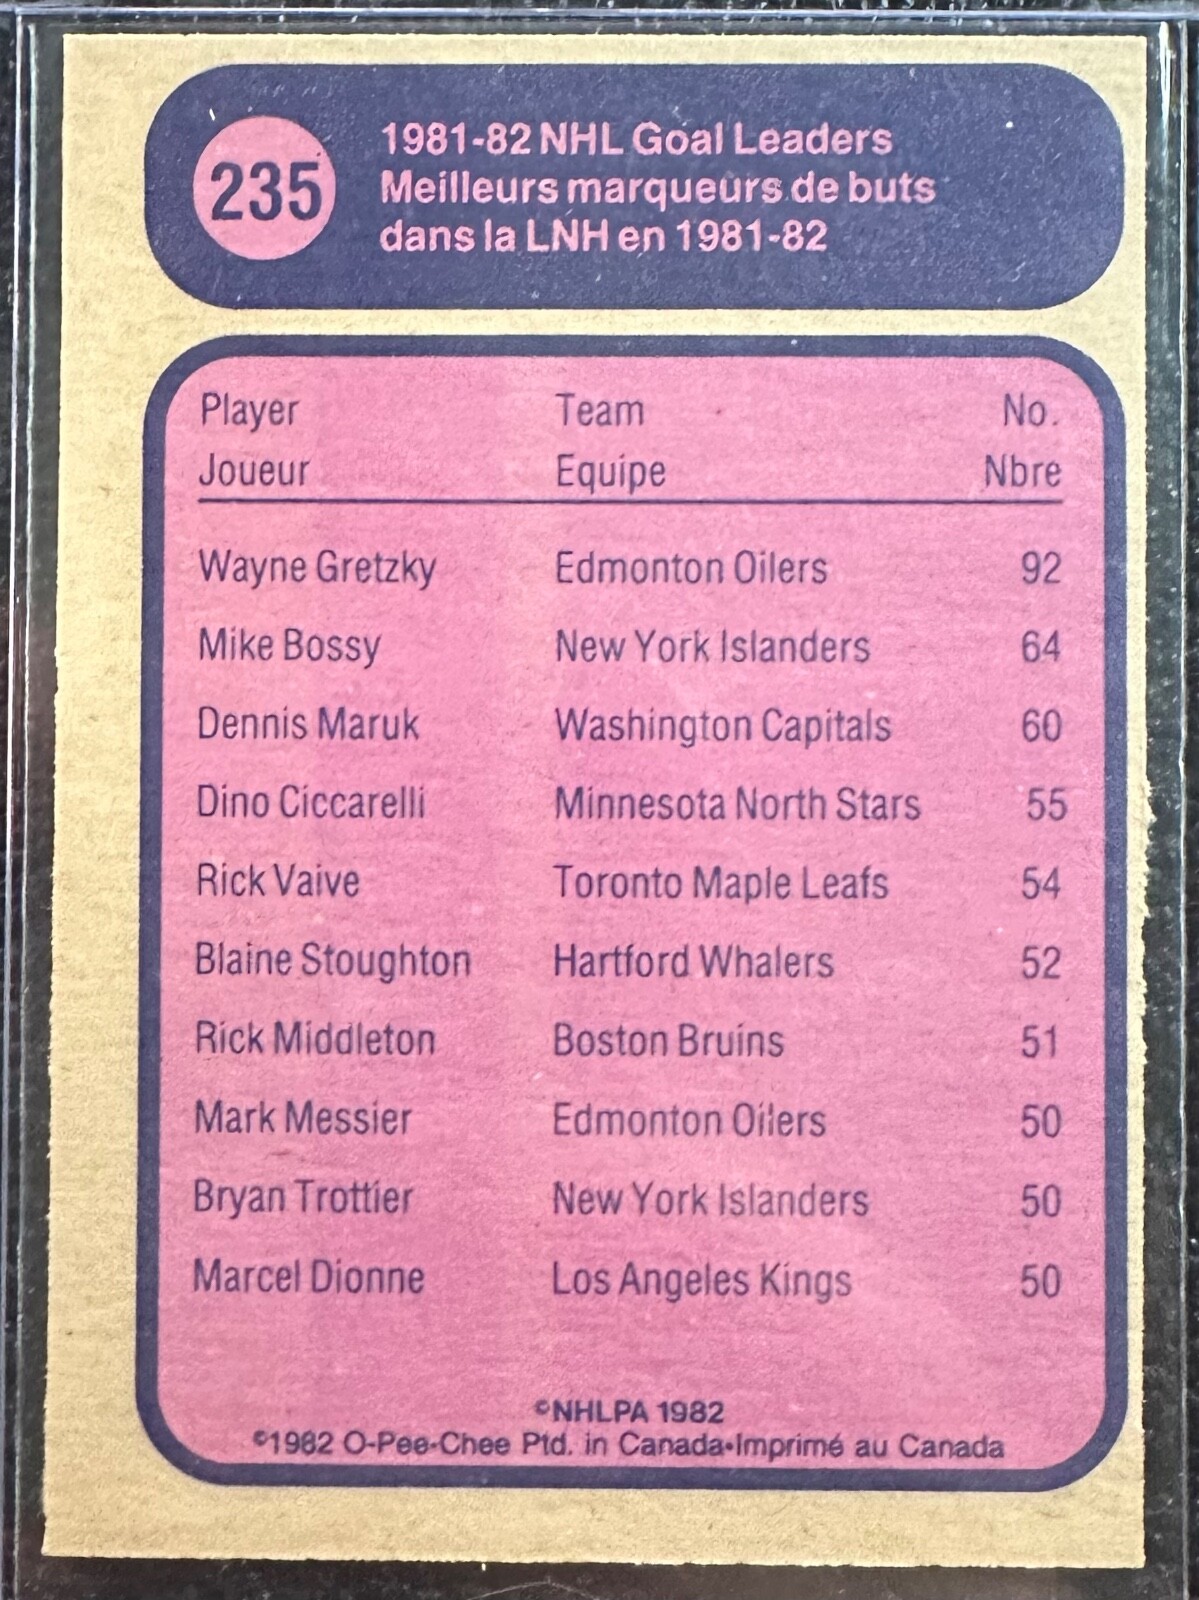 235
1981-82 NHL Goal Leaders
Meilleurs marqueurs de buts
dans la LNH en 1981-82
Player Team No.
Joueur Equipe Nbre
Wayne Gretzky Edmonton Oilers 92
Mike Bossy New York Islanders 64
Dennis Maruk Washington Capitals 60
Dino Ciccarelli Minnesota North Stars 55
Rick Vaive Toronto Maple Leafs 54
Blaine Stoughton Hartford Whalers 52
Rick Middleton Boston Bruins 51
Mark Messier Edmonton Oilers 50
Bryan Trottier New York Islanders 50
Marcel Dionne Los Angeles Kings 50
©NHLPA 1982
©1982 O-Pee-Chee Ptd. in Canada•Imprimé au Canada